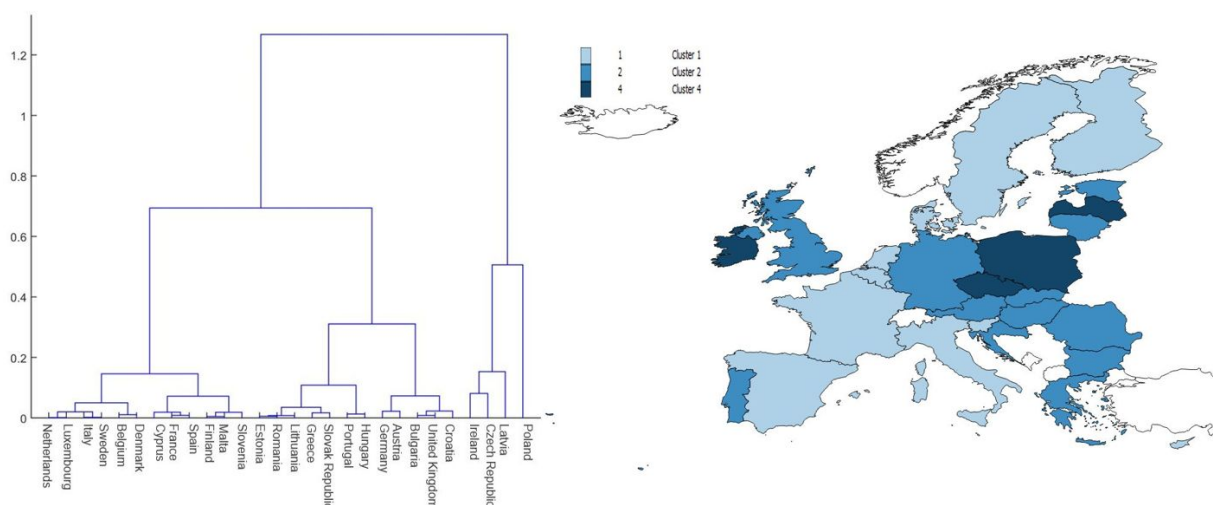 1.2
1
0.8
0.6
0.4
0.2
0
Netherlands
Luxembourg
Italy
Sweden
Belgium
Denmark
Cyprus
France
Spain
Finland
Malta
Slovenia
Estonia
Romania
Lithuania
Greece
Slovak Republic
Portugal
Hungary
Germany
Austria
Bulgaria
United Kingdom
Croatia
Ireland
Czech Republic
Latvia
Poland
1 Cluster 1
2 Cluster 2
4 Cluster 4